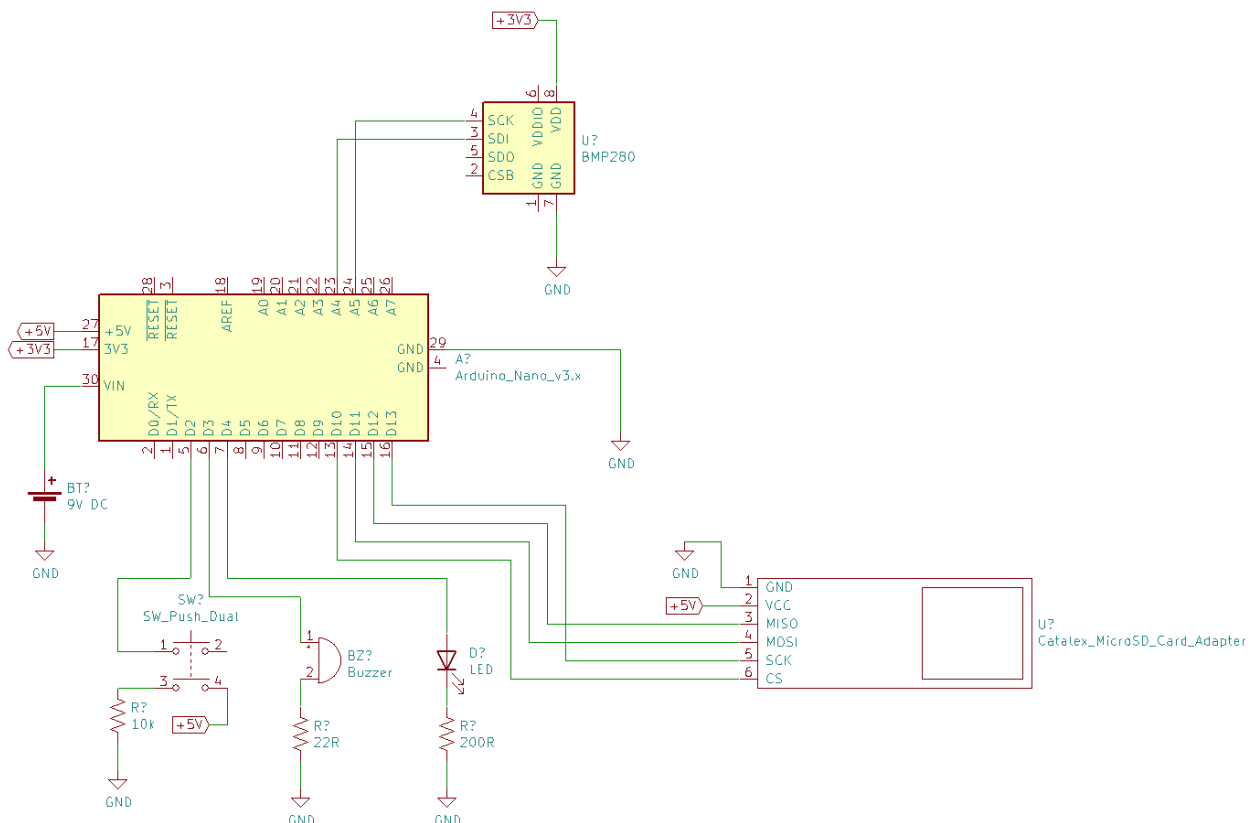 +3V3
6
8
VDDIO
VDD
4 SCK
3 SDI
5 SDO
2 CSB
GND
GND
1
7
U?
BMP280
GND
28
3
18
19
20
21
22
23
24
25
26
RESET
RESET
AREF
A0
A1
A2
A3
A4
A5
A6
A7
+5V 27 +5V
+3V3 17 3V3
30 VIN
GND 29
GND 4
A?
Arduino_Nano_v3.x
D0/RX
D1/TX
D2
D3
D4
D5
D6
D7
D8
D9
D10
D11
D12
D13
2
1
5
6
7
8
9
10
11
12
13
14
15
16
GND
BT?
9V DC
GND
SW?
SW_Push_Dual
1 2
3 4
+5V
R?
10k
GND
1
2
BZ?
Buzzer
R?
22R
GND
D?
LED
R?
200R
GND
GND
+5V
1 GND
2 VCC
3 MISO
4 MOSI
5 SCK
6 CS
U?
Catalex_MicroSD_Card_Adapter